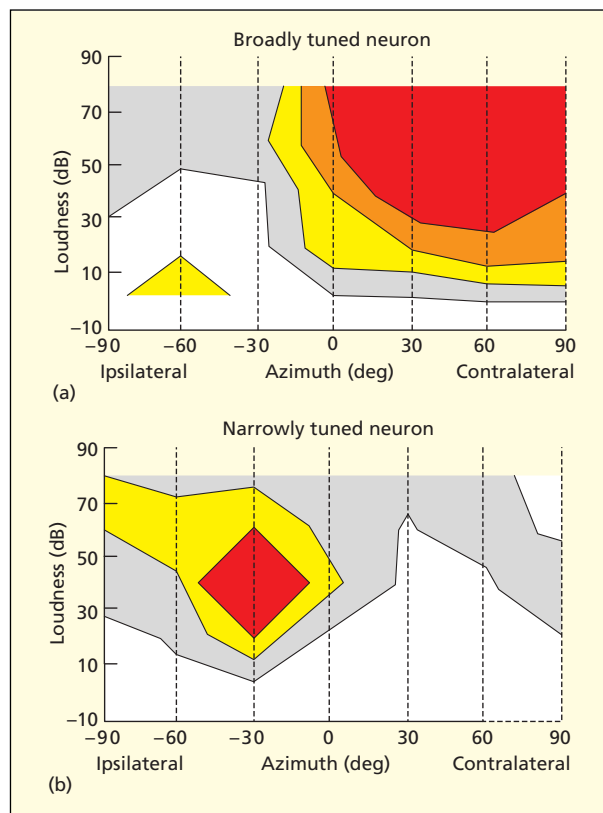 Broadly tuned neuron
90
70
50
30
10
−10
Loudness (dB)
−90 −60 −30 0 30 60 90
Ipsilateral Azimuth (deg) Contralateral
(a)
Narrowly tuned neuron
90
70
50
30
10
−10
Loudness (dB)
−90 −60 −30 0 30 60 90
Ipsilateral Azimuth (deg) Contralateral
(b)